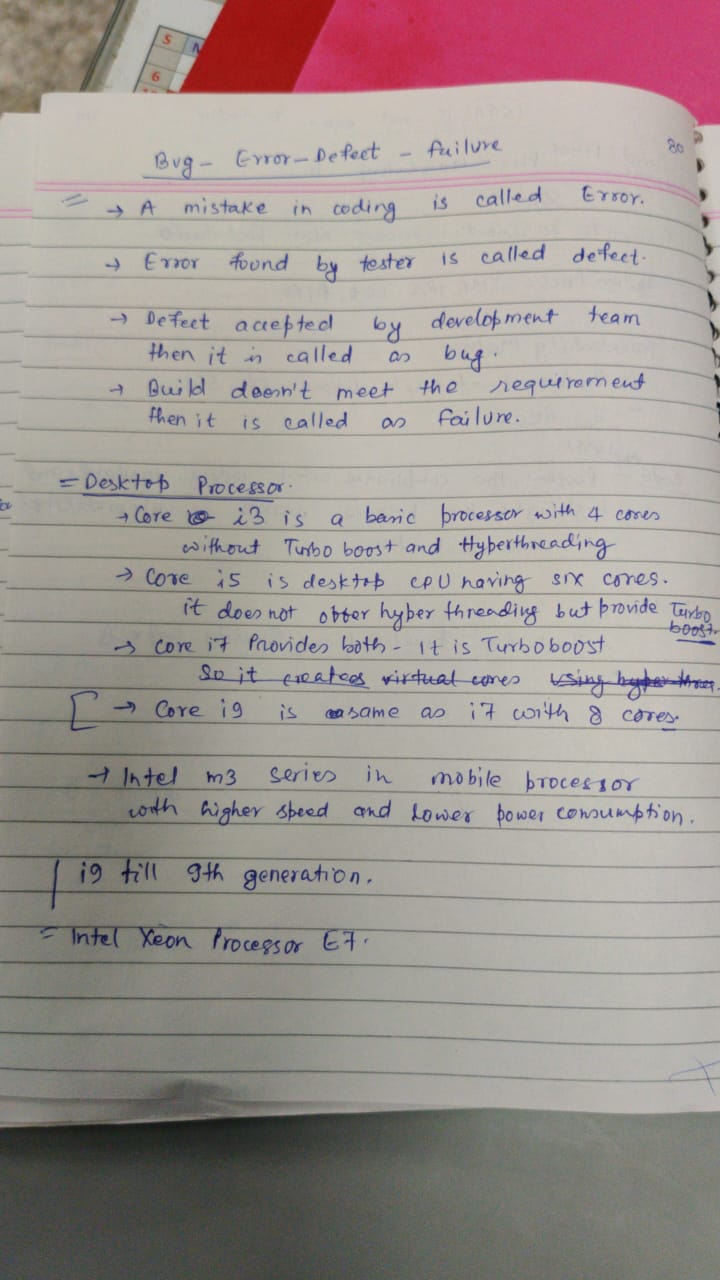 5 N
6
80
Bug - Error - Defect - failure
= → A mistake in coding is called Error.
→ Error found by tester is called defect.
→ Defect accepted by development team
then it is called as bug.
→ Build doesn't meet the requirement
then it is called as failure.
= Desktop Processor.
→ Core i3 is a basic processor with 4 cores
without Turbo boost and Hyperthreading
→ Core i5 is desktop CPU having six cores.
it does not offer hyper threading but provide Turbo
boost.
→ core i7 Provides both - It is Turboboost
So it creates virtual cores using hyper
[ → Core i9 is same as i7 with 8 cores.
→ Intel m3 series in mobile processor
with higher speed and Lower power consumption.
i9 till 9th generation.
= Intel Xeon Processor E7.